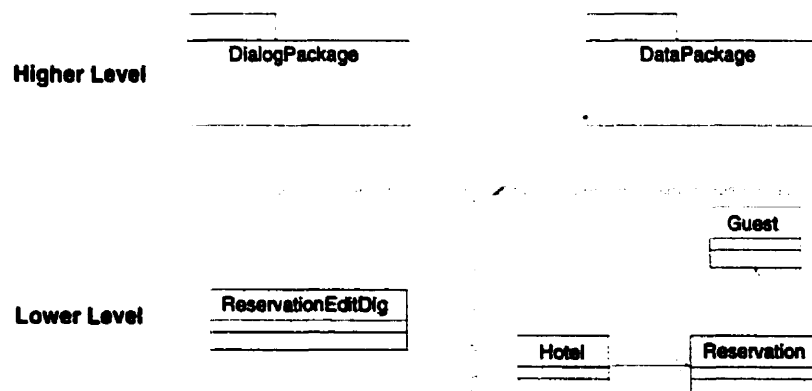 DialogPackage
DataPackage
Higher Level
Guest
ReservationEditDlg
Lower Level
Hotel
Reservation